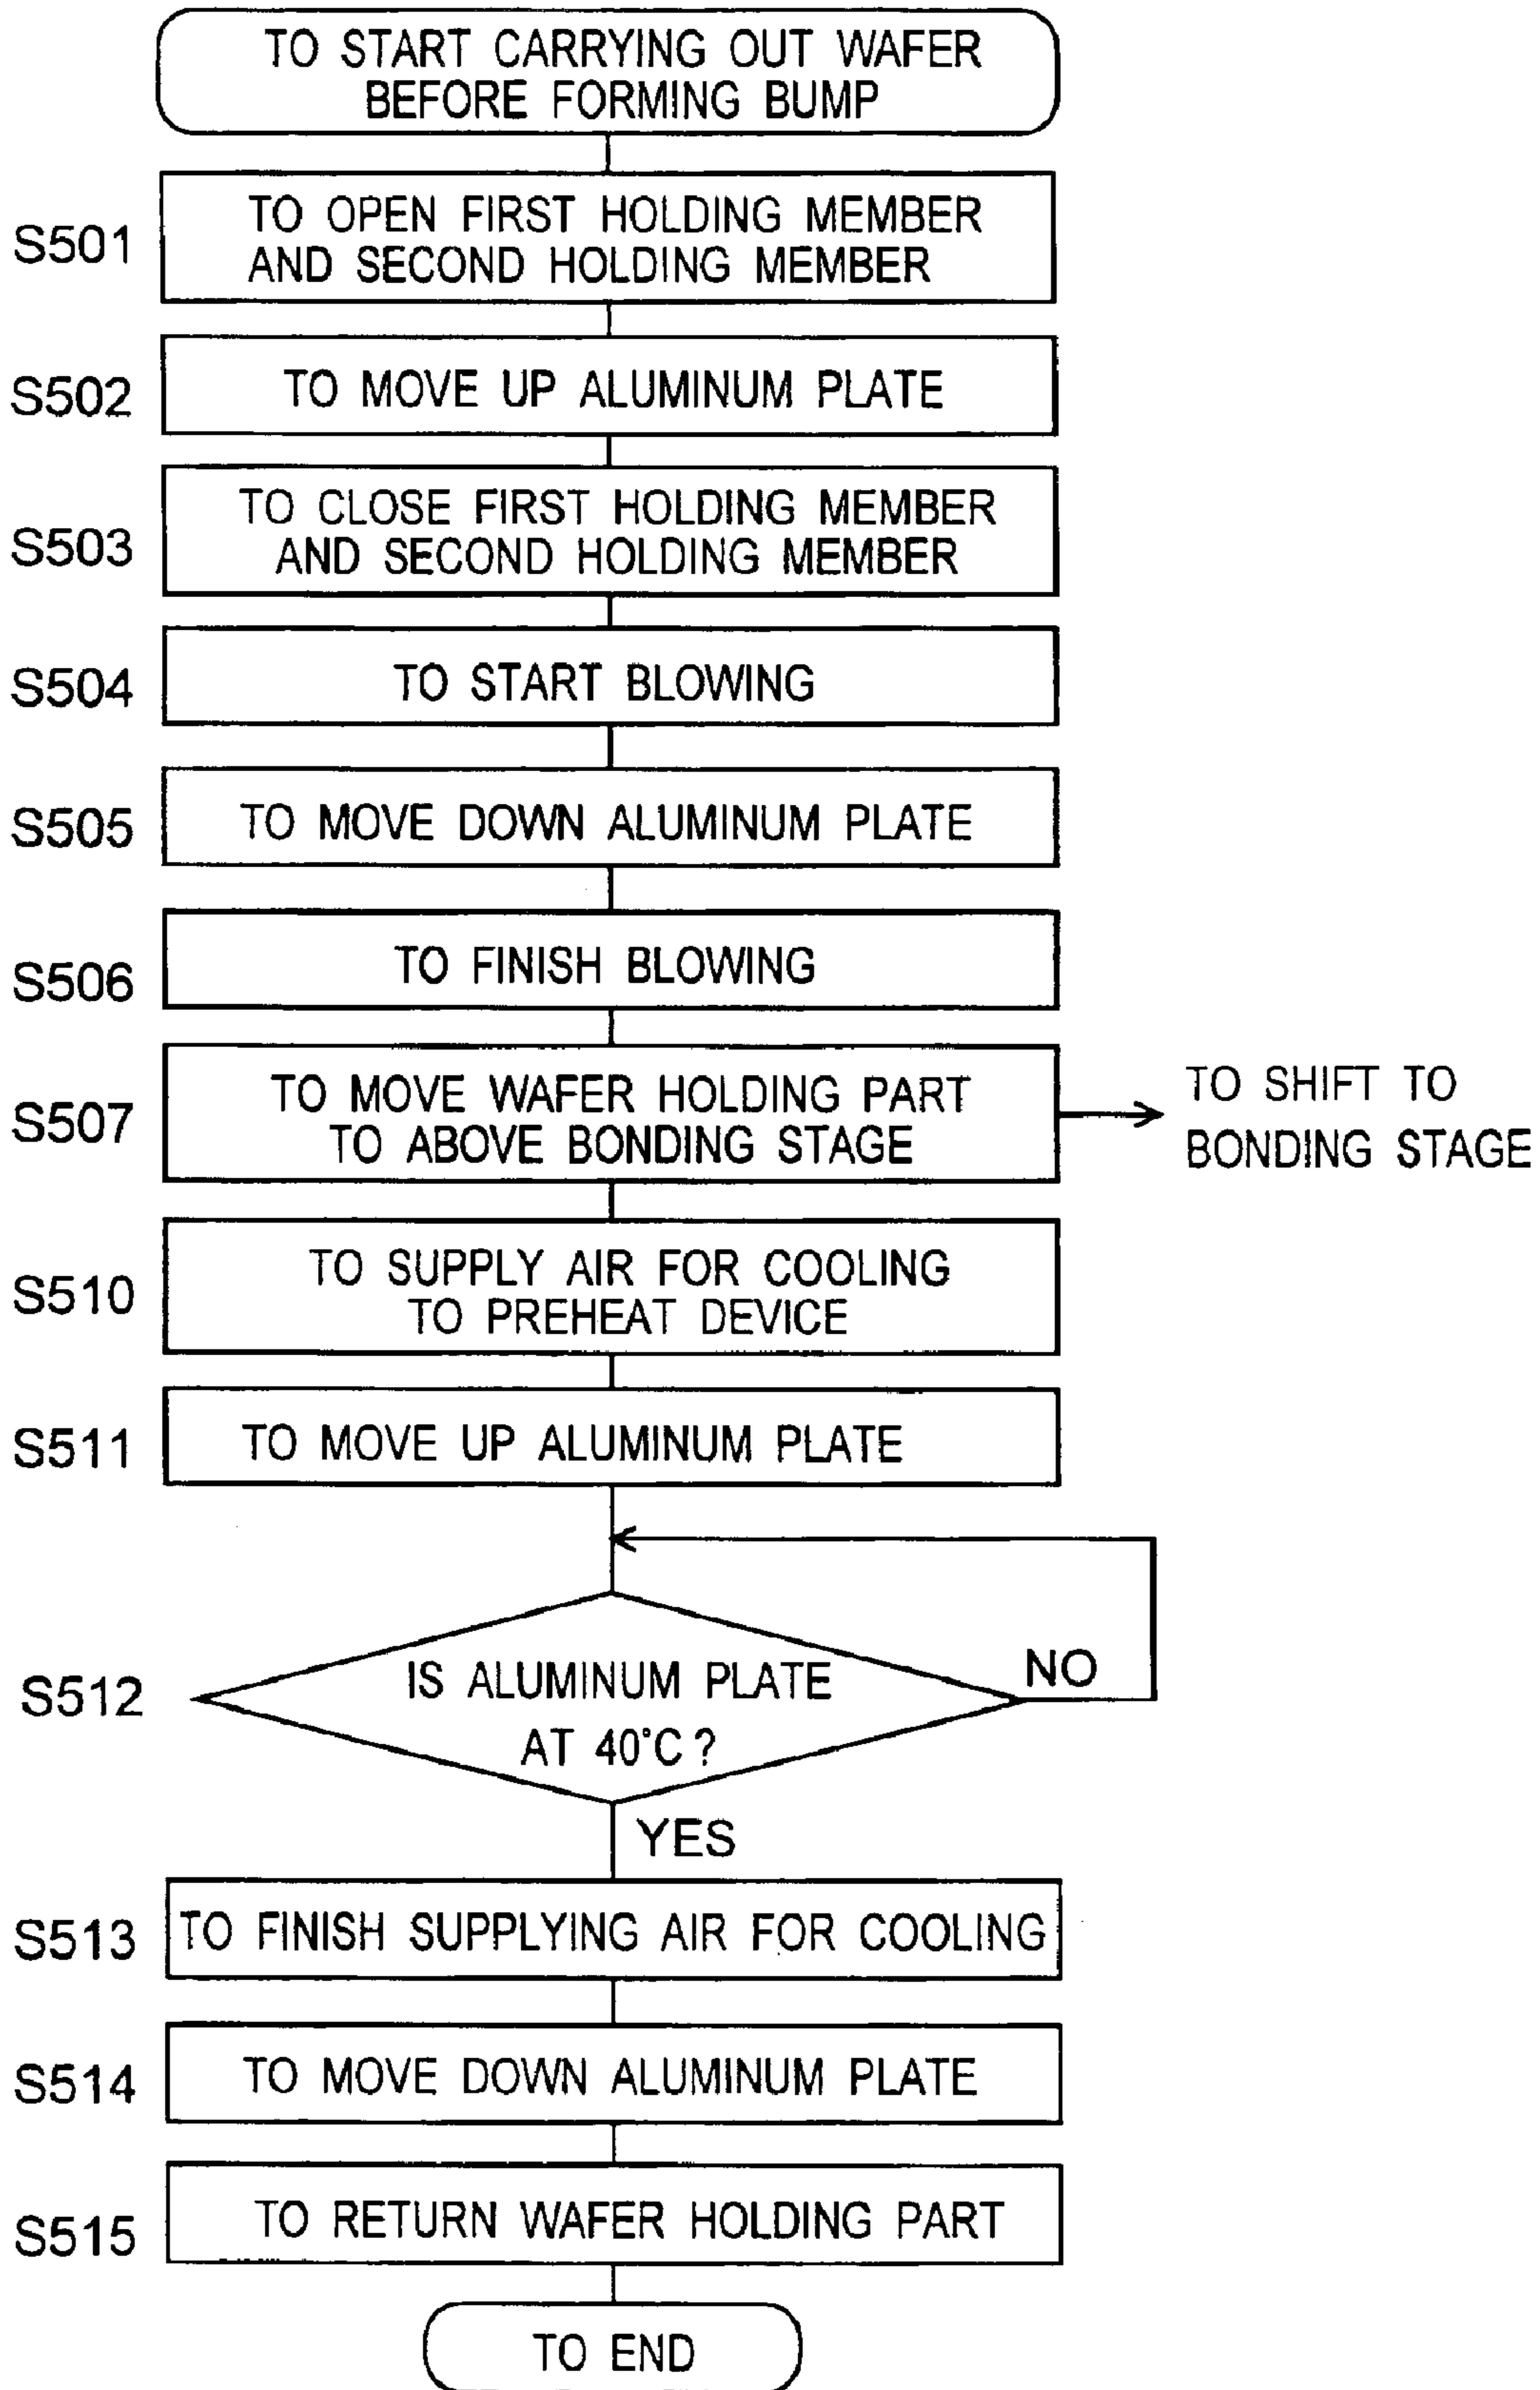 TO START CARRYING OUT WAFER
BEFORE FORMING BUMP
S501
TO OPEN FIRST HOLDING MEMBER
AND SECOND HOLDING MEMBER
S502
TO MOVE UP ALUMINUM PLATE
S503
TO CLOSE FIRST HOLDING MEMBER
AND SECOND HOLDING MEMBER
S504
TO START BLOWING
S505
TO MOVE DOWN ALUMINUM PLATE
S506
TO FINISH BLOWING
S507
TO MOVE WAFER HOLDING PART
TO ABOVE BONDING STAGE
TO SHIFT TO
BONDING STAGE
S510
TO SUPPLY AIR FOR COOLING
TO PREHEAT DEVICE
S511
TO MOVE UP ALUMINUM PLATE
S512
IS ALUMINUM PLATE
AT 40°C ?
NO
YES
S513
TO FINISH SUPPLYING AIR FOR COOLING
S514
TO MOVE DOWN ALUMINUM PLATE
S515
TO RETURN WAFER HOLDING PART
TO END